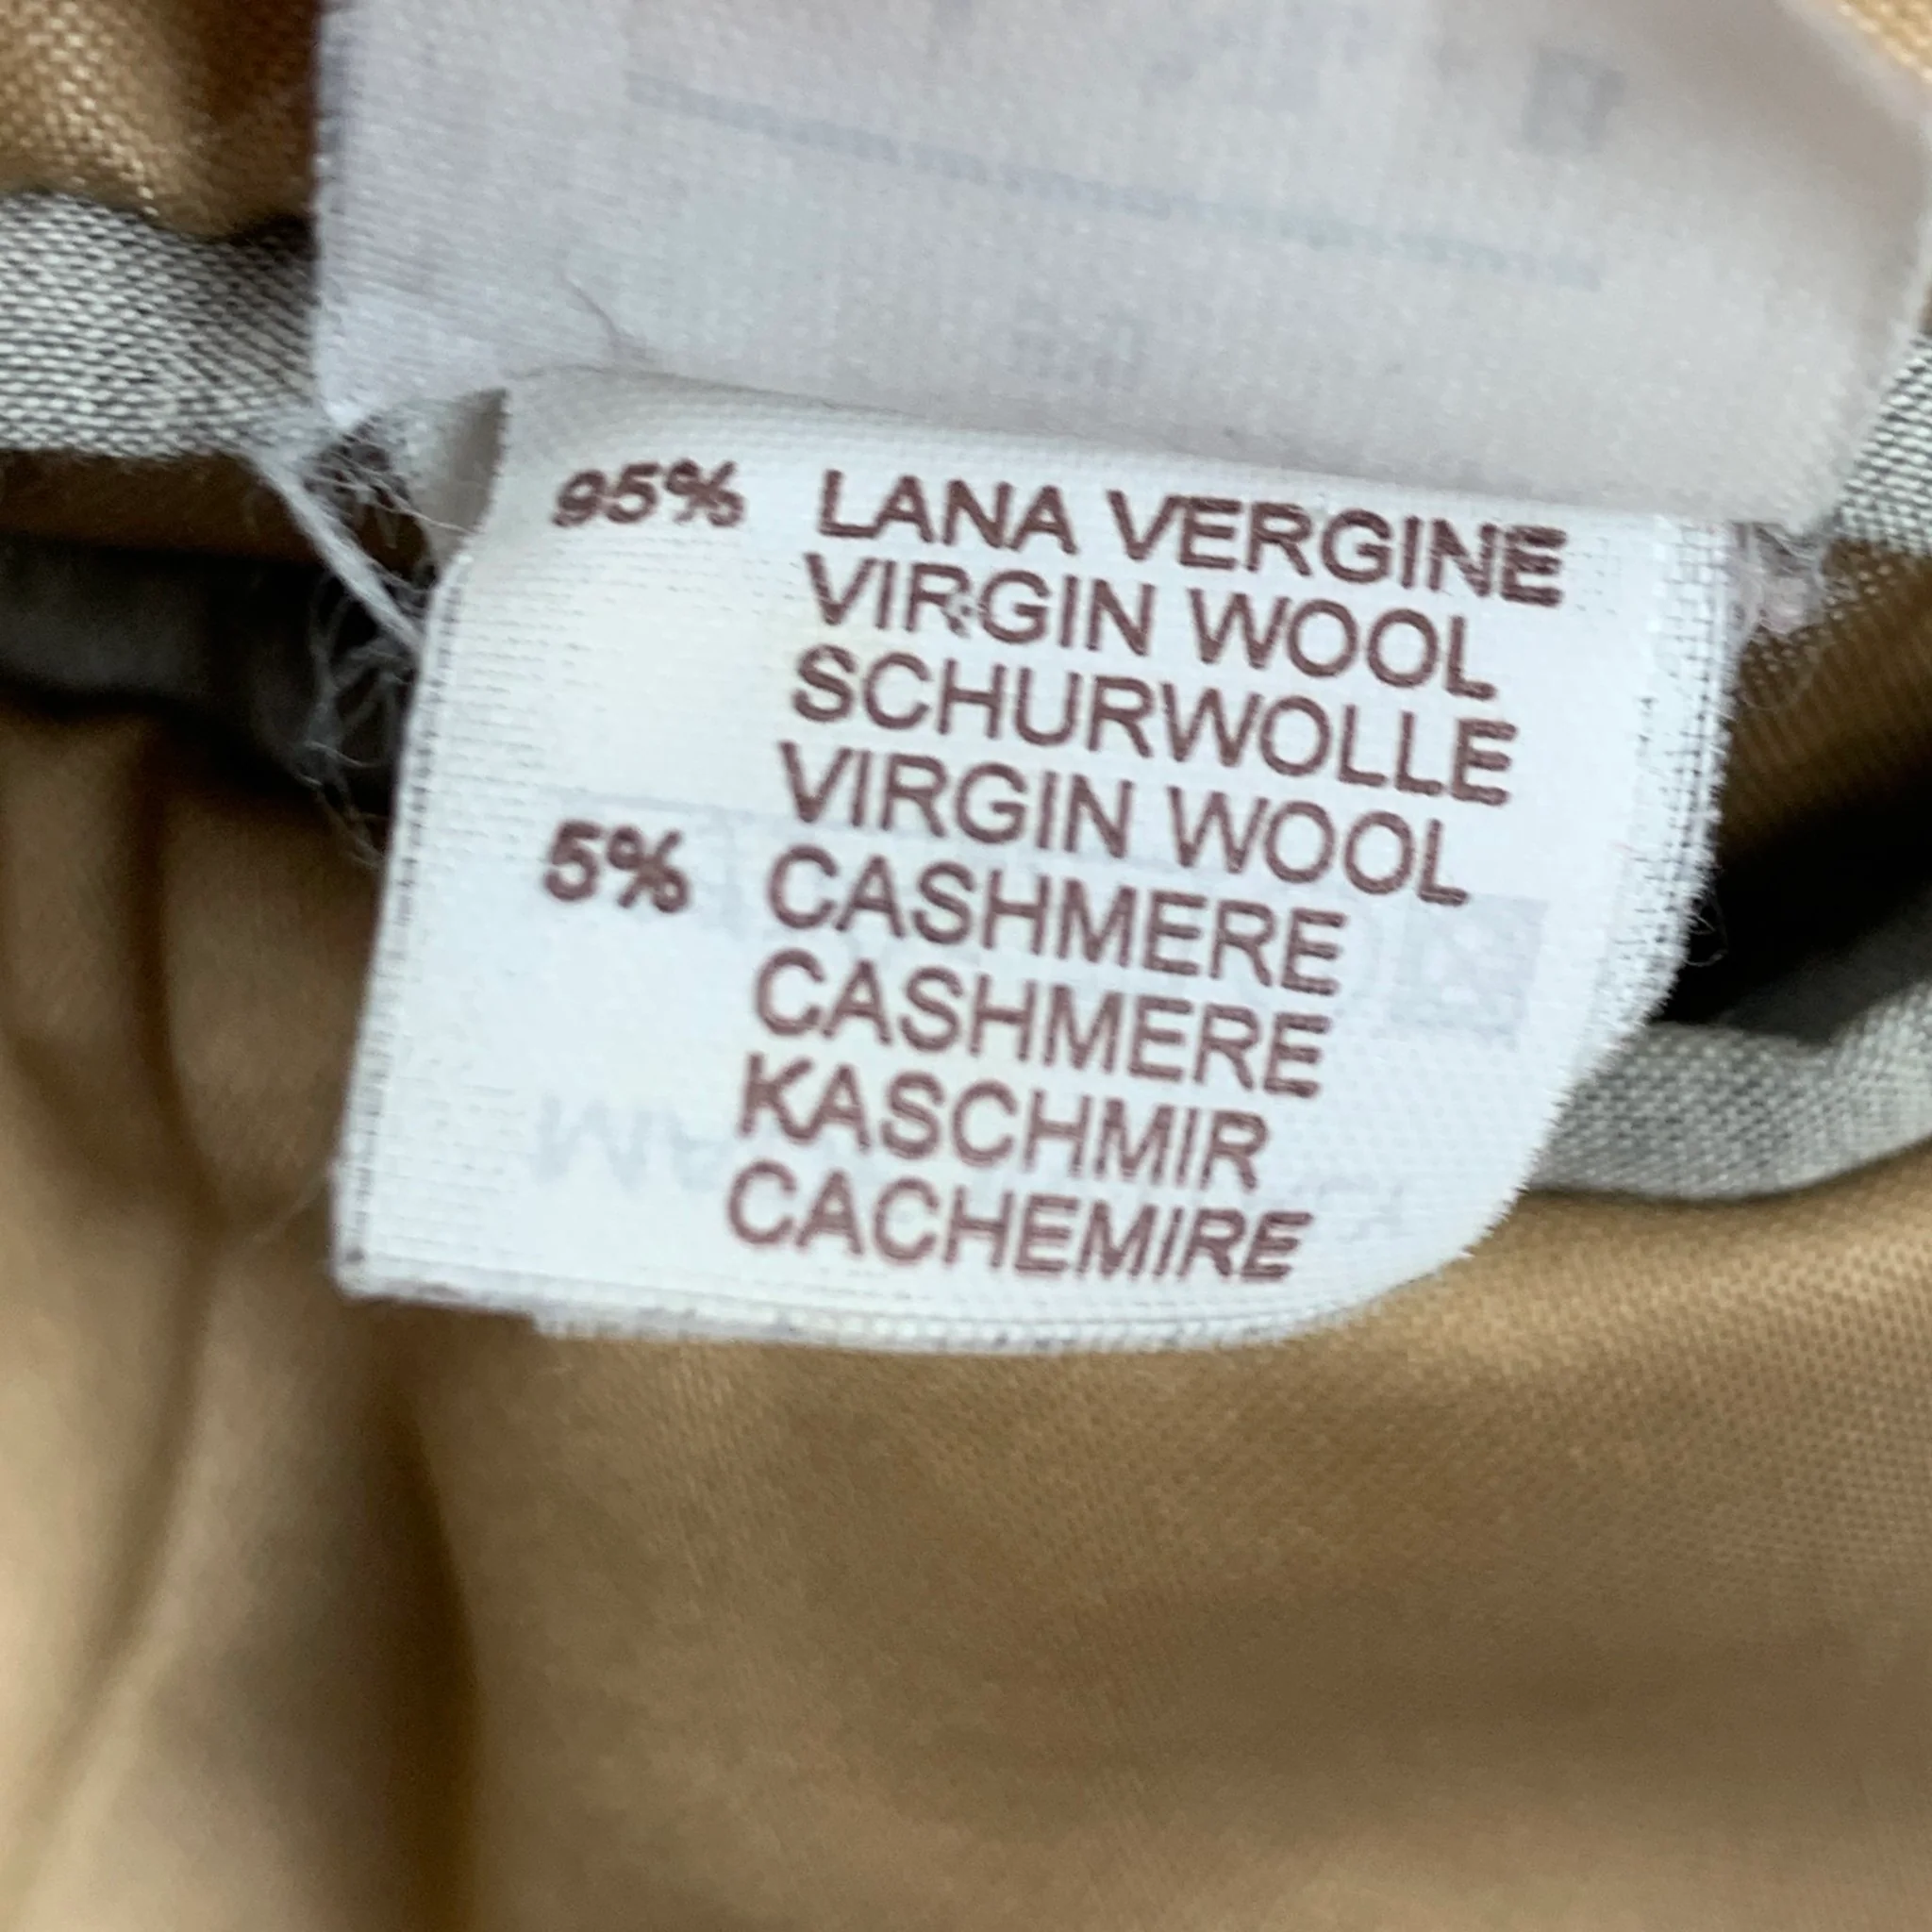 95% LANA VERGINE
VIRGIN WOOL
SCHURWOLLE
VIRGIN WOOL
5% CASHMERE
CASHMERE
KASCHMIR
CACHEMIRE